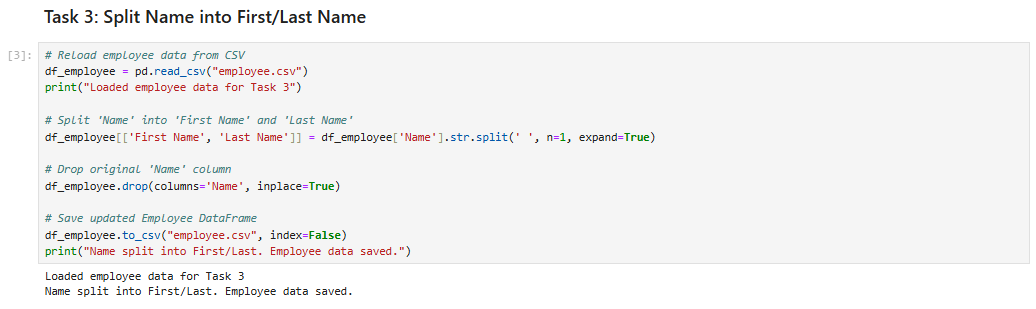 Task 3: Split Name into First/Last Name
[3]:
# Reload employee data from CSV
df_employee = pd.read_csv("employee.csv")
print("Loaded employee data for Task 3")
# Split 'Name' into 'First Name' and 'Last Name'
df_employee[['First Name', 'Last Name']] = df_employee['Name'].str.split(' ', n=1, expand=True)
# Drop original 'Name' column
df_employee.drop(columns='Name', inplace=True)
# Save updated Employee DataFrame
df_employee.to_csv("employee.csv", index=False)
print("Name split into First/Last. Employee data saved.")
Loaded employee data for Task 3
Name split into First/Last. Employee data saved.